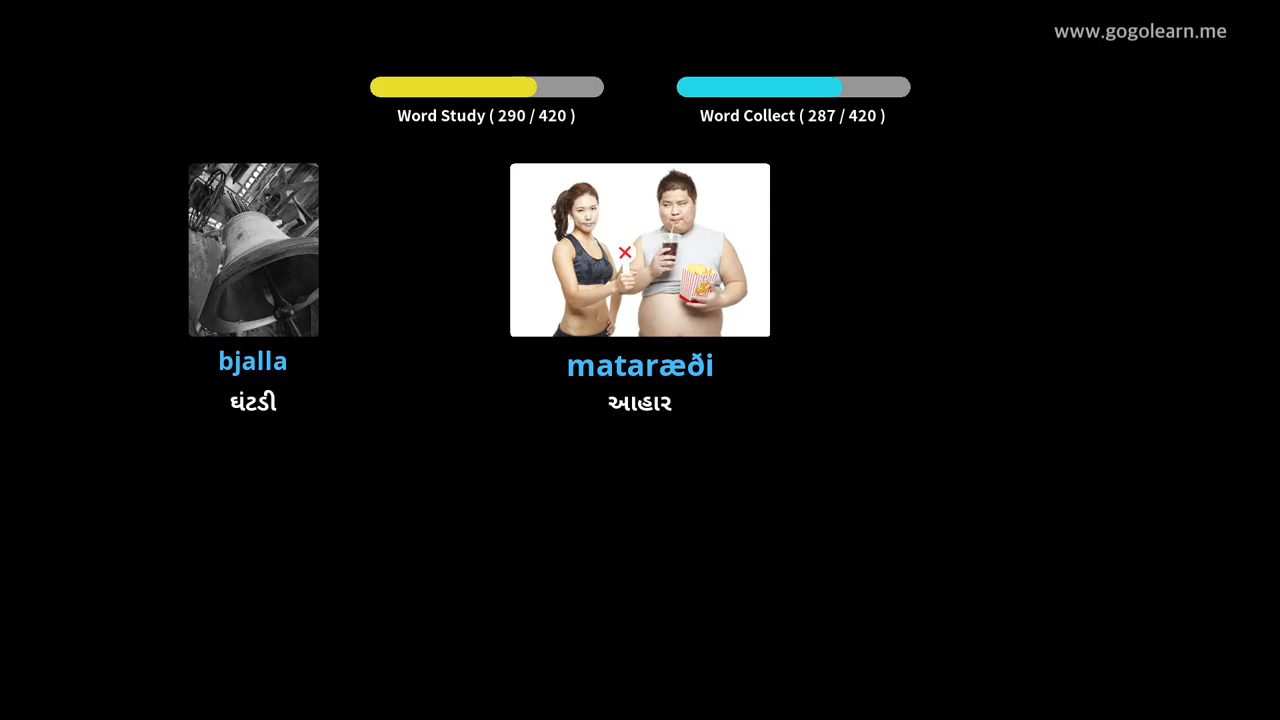 www.gogolearn.me
Word Study ( 290 / 420 )
Word Collect ( 287 / 420 )
bjalla
ઘંટડી
mataræði
આહાર